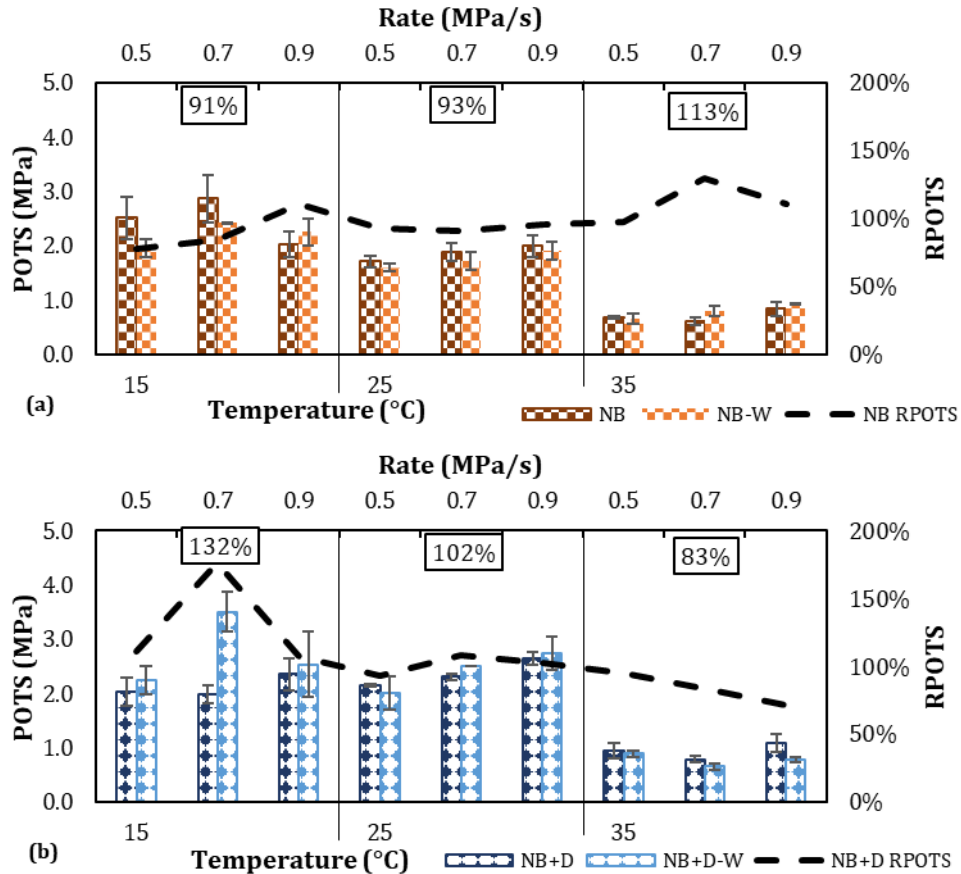 Rate (MPa/s)
0.5 0.7 0.9 0.5 0.7 0.9 0.5 0.7 0.9
5.0 200%
91% 93% 113%
4.0
150%
3.0
100%
2.0
50%
1.0
0.0 0%
POTS (MPa)
RPOTS
15 25 35
(a)
Temperature (°C)
NB NB-W NB RPOTS
Rate (MPa/s)
0.5 0.7 0.9 0.5 0.7 0.9 0.5 0.7 0.9
5.0 200%
132% 102% 83%
4.0
150%
3.0
100%
2.0
50%
1.0
0.0 0%
POTS (MPa)
RPOTS
15 25 35
(b)
Temperature (°C)
NB+D NB+D-W NB+D RPOTS